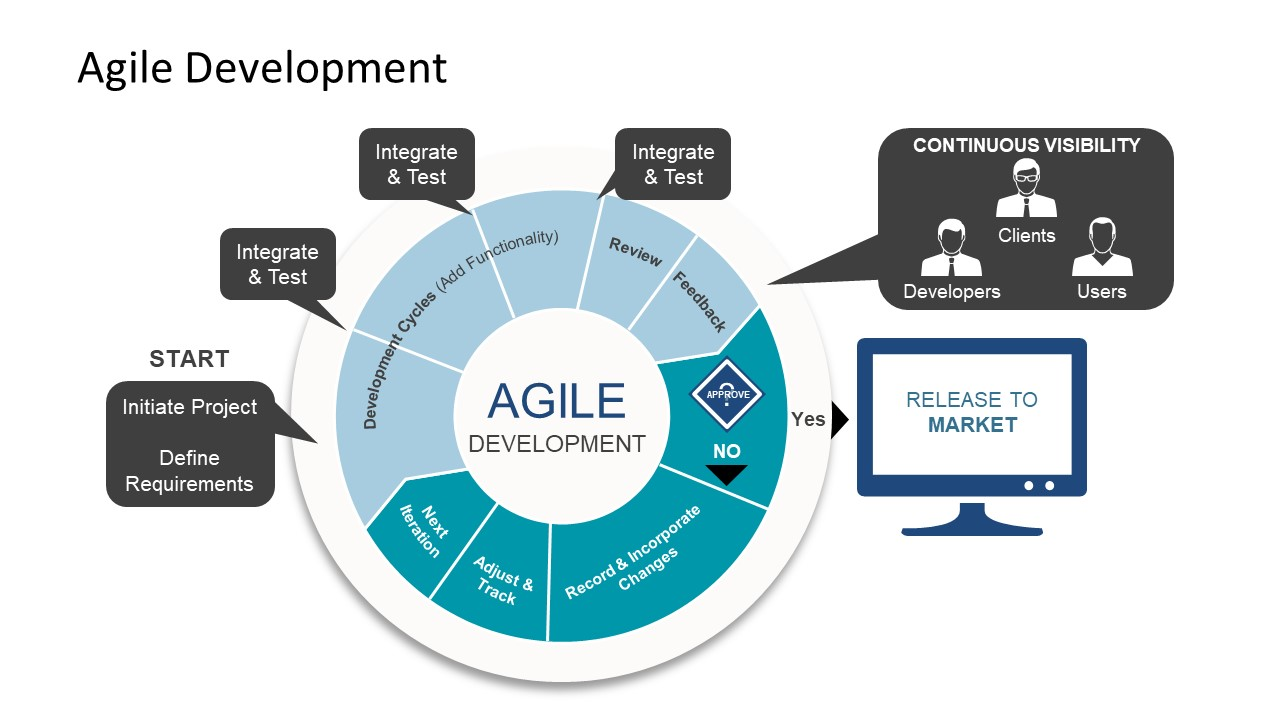 Agile Development
Integrate
& Test
Integrate
& Test
Integrate
& Test
CONTINUOUS VISIBILITY
Clients
Developers
Users
START
Initiate Project
Define
Requirements
Development Cycles (Add Functionality)
Review
Feedback
AGILE
DEVELOPMENT
?
APPROVE
NO
Yes
RELEASE TO
MARKET
Record & Incorporate
Changes
Adjust &
Track
Next
Iteration